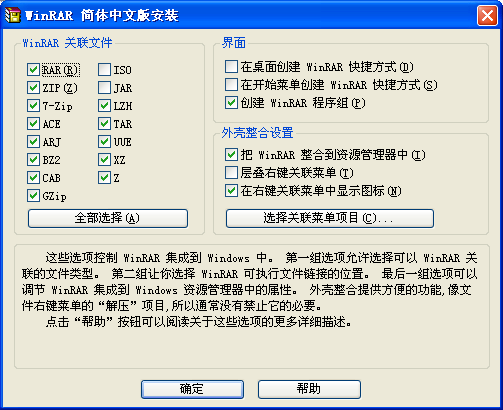 WinRAR 简体中文版安装
WinRAR 关联文件
RAR(R)
ISO
ZIP(Z)
JAR
7-Zip
LZH
ACE
TAR
ARJ
UUE
BZ2
XZ
CAB
Z
GZip
全部选择(A)
界面
在桌面创建 WinRAR 快捷方式(D)
在开始菜单创建 WinRAR 快捷方式(S)
创建 WinRAR 程序组(P)
外壳整合设置
把 WinRAR 整合到资源管理器中(I)
层叠右键关联菜单(T)
在右键关联菜单中显示图标(N)
选择关联菜单项目(C)...
这些选项控制 WinRAR 集成到 Windows 中。 第一组选项允许选择可以 WinRAR 关
联的文件类型。 第二组让你选择 WinRAR 可执行文件链接的位置。 最后一组选项可以
调节 WinRAR 集成到 Windows 资源管理器中的属性。 外壳整合提供方便的功能,像文
件右键菜单的“解压”项目,所以通常没有禁止它的必要。
点击“帮助”按钮可以阅读关于这些选项的更多详细描述。
确定
帮助